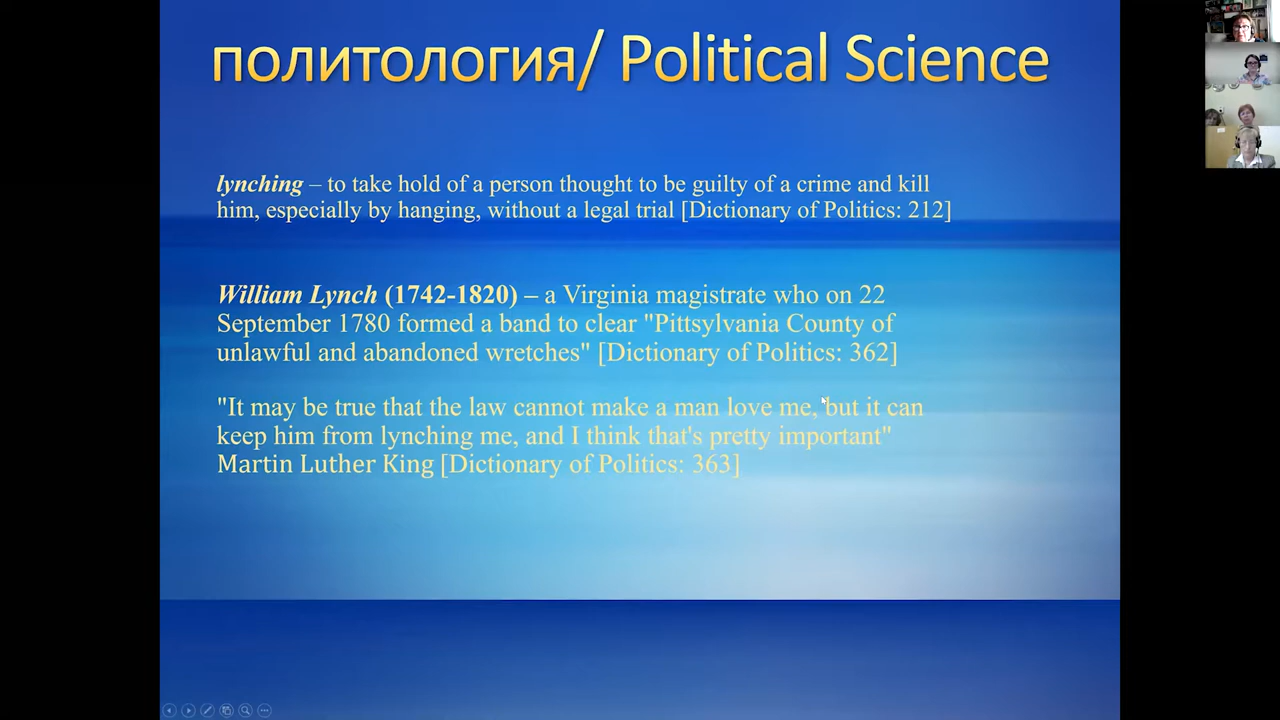 политология/ Political Science
lynching – to take hold of a person thought to be guilty of a crime and kill
him, especially by hanging, without a legal trial [Dictionary of Politics: 212]
William Lynch (1742-1820) – a Virginia magistrate who on 22
September 1780 formed a band to clear "Pittsylvania County of
unlawful and abandoned wretches" [Dictionary of Politics: 362]
"It may be true that the law cannot make a man love me, but it can
keep him from lynching me, and I think that's pretty important"
Martin Luther King [Dictionary of Politics: 363]